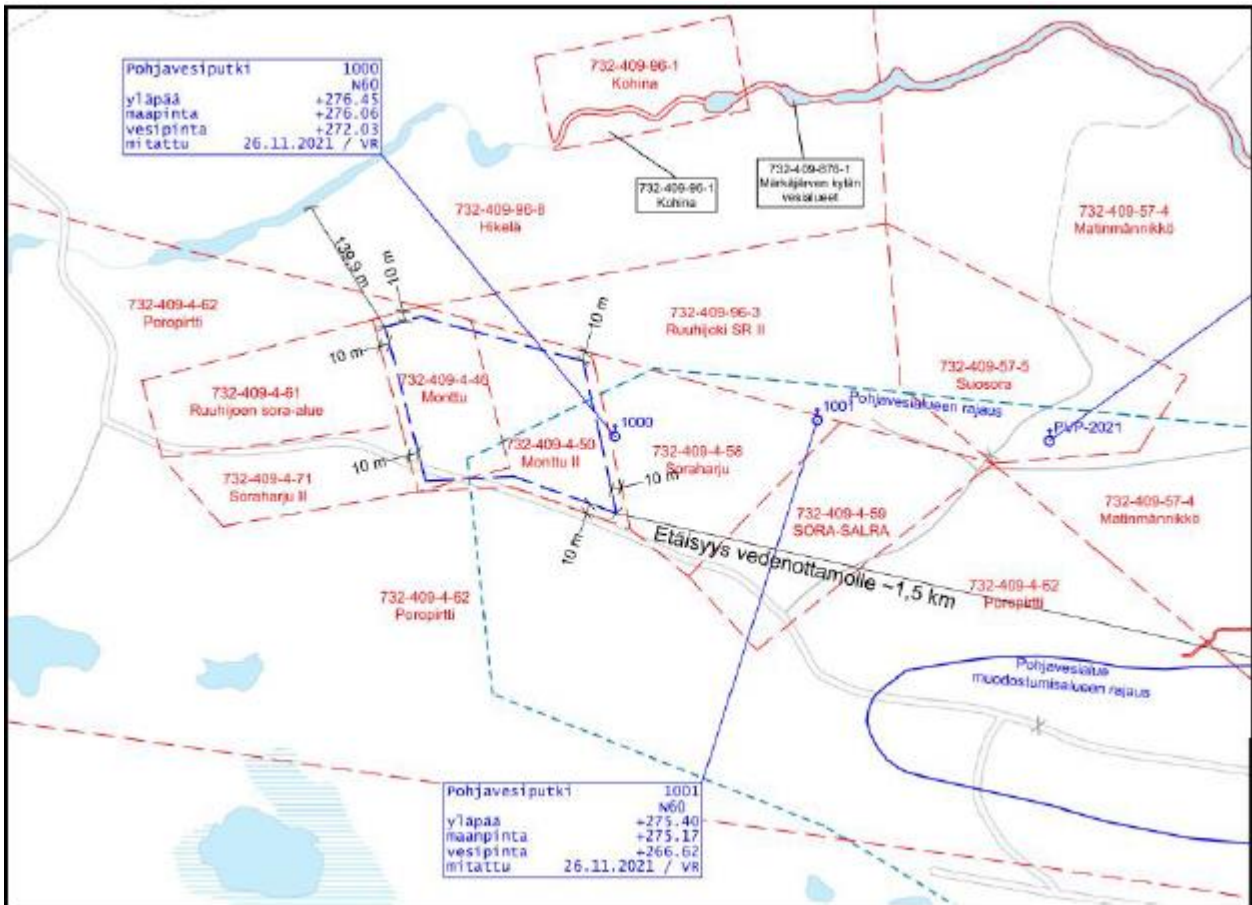 Pohjavesiputki 1000
N60
yläpää +276.45
maapinta +276.06
vesipinta +272.03
mitattu 26.11.2021 / VR
732-409-96-1
Kohina
732-409-96-1
Kohina
732-409-876-1
Märkäjärven kylän
vesialueet
732-409-96-8
Hikelä
732-409-57-4
Matinmännikkö
139,9 m
10 m
10 m
10 m
732-409-4-62
Poropirtti
732-409-96-3
Ruuhijoki SR II
732-409-4-61
Ruuhijoen sora-alue
732-409-4-46
Monttu
732-409-57-5
Suosora
Pohjavesialueen rajaus
1000
1001
PVP-2021
732-409-4-50
Monttu II
732-409-4-58
Soraharju
10 m
732-409-4-71
Soraharju II
10 m
10 m
732-409-4-59
SORA-SALRA
732-409-57-4
Matinmännikkö
Etäisyys vedenottamolle ~1,5 km
732-409-4-62
Poropirtti
732-409-4-62
Poropirtti
Pohjavesialue
muodostumisalueen rajaus
Pohjavesiputki 1001
N60
yläpää +275.40
maanpinta +275.17
vesipinta +266.62
mitattu 26.11.2021 / VR